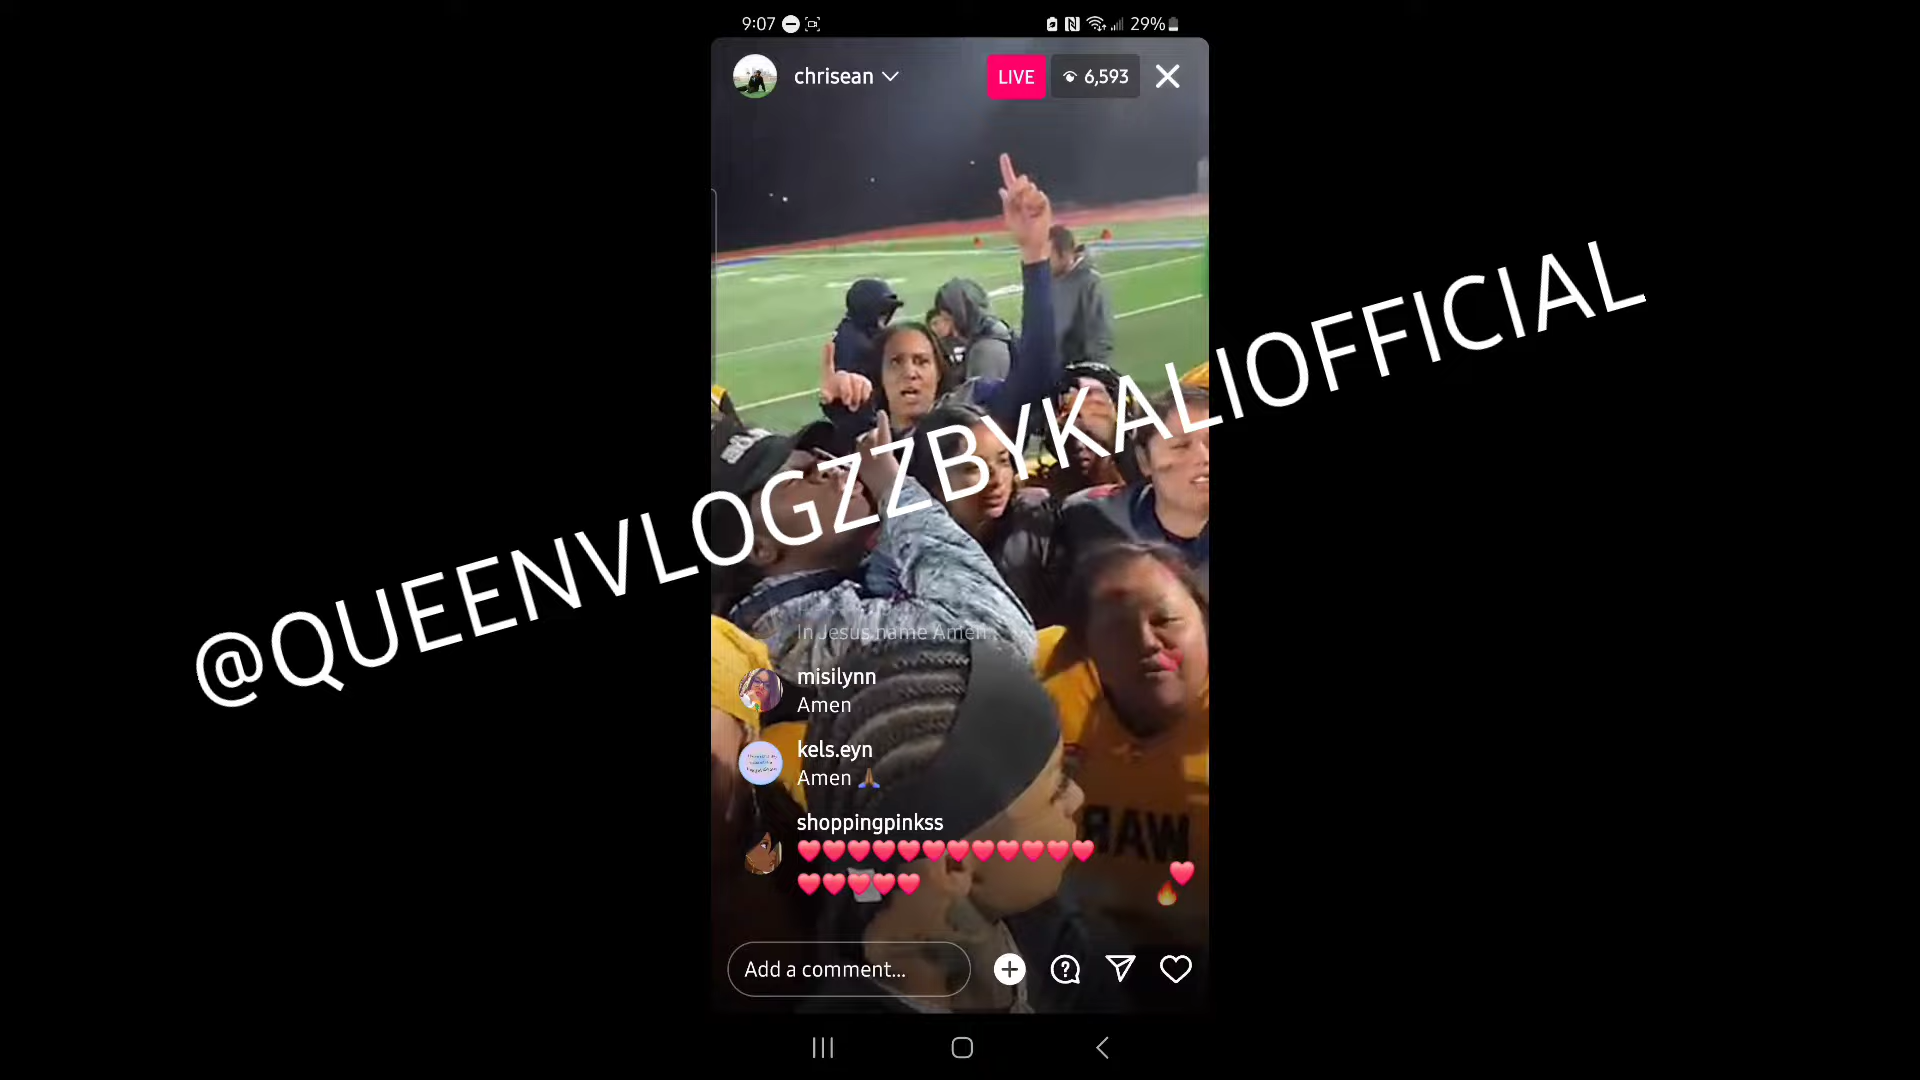 9:07
29%
chrisean
LIVE
6,593
@QUEENVLOGZZBYKALIOFFICIAL
In Jesus name Amen
misilynn
Amen
kels.eyn
Amen 🙏🏾
shoppingpinkss
❤️❤️❤️❤️❤️❤️❤️❤️❤️❤️❤️❤️
❤️❤️❤️❤️❤️
Add a comment...